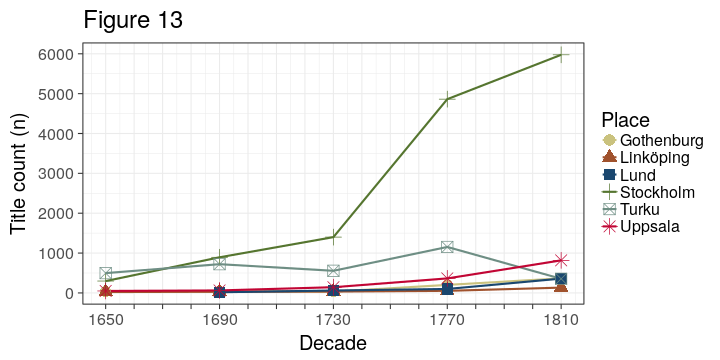 Figure 13
Title count (n)
6000
5000
4000
3000
2000
1000
0
1650 1690 1730 1770 1810
Decade
Place
Gothenburg
Linköping
Lund
Stockholm
Turku
Uppsala